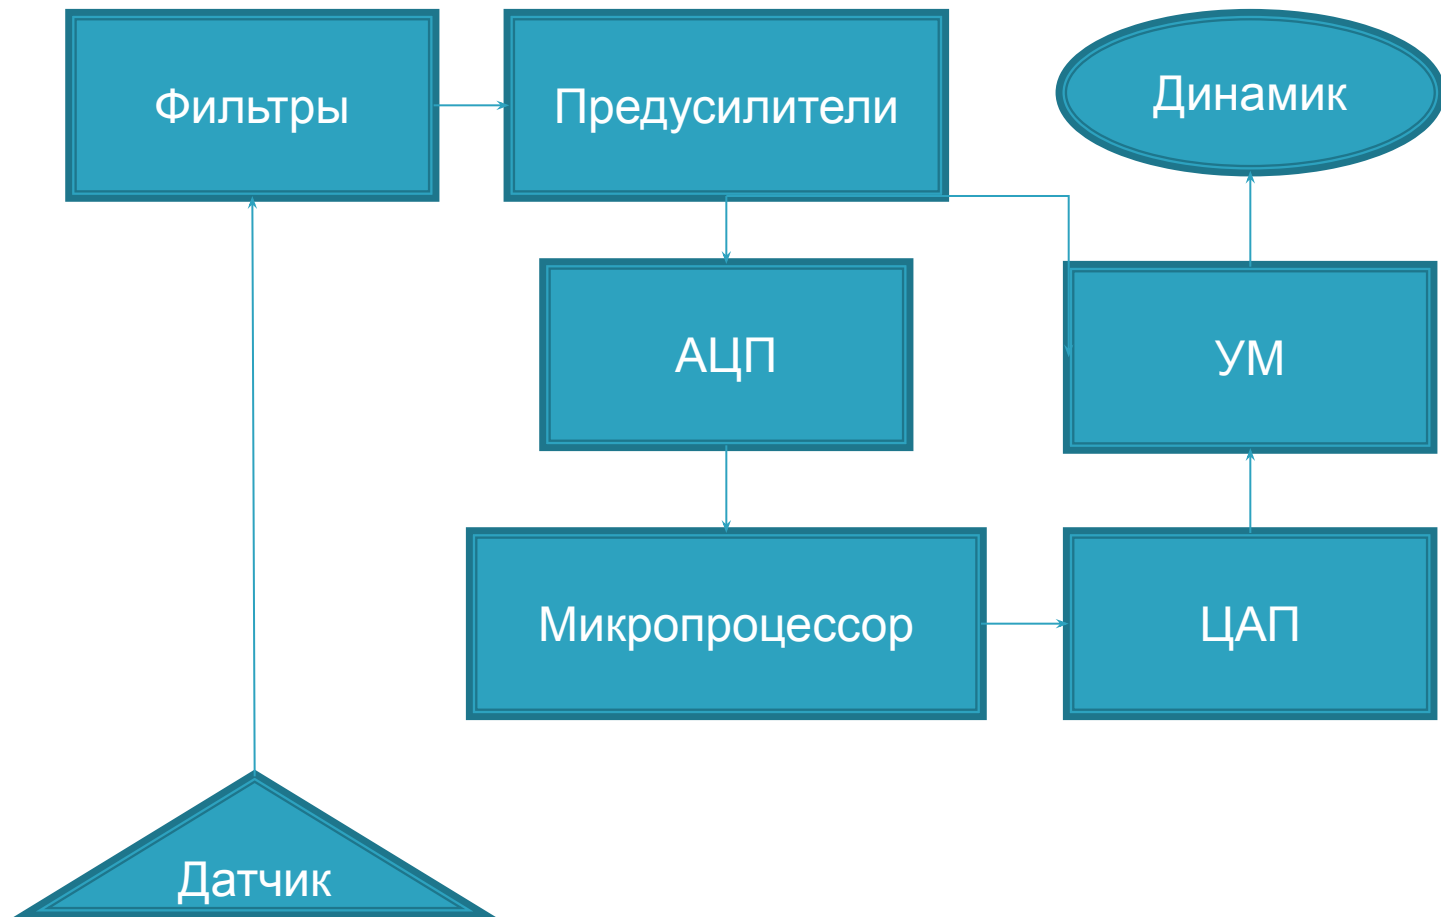 Фильтры
Предусилители
Динамик
АЦП
УМ
Микропроцессор
ЦАП
Датчик